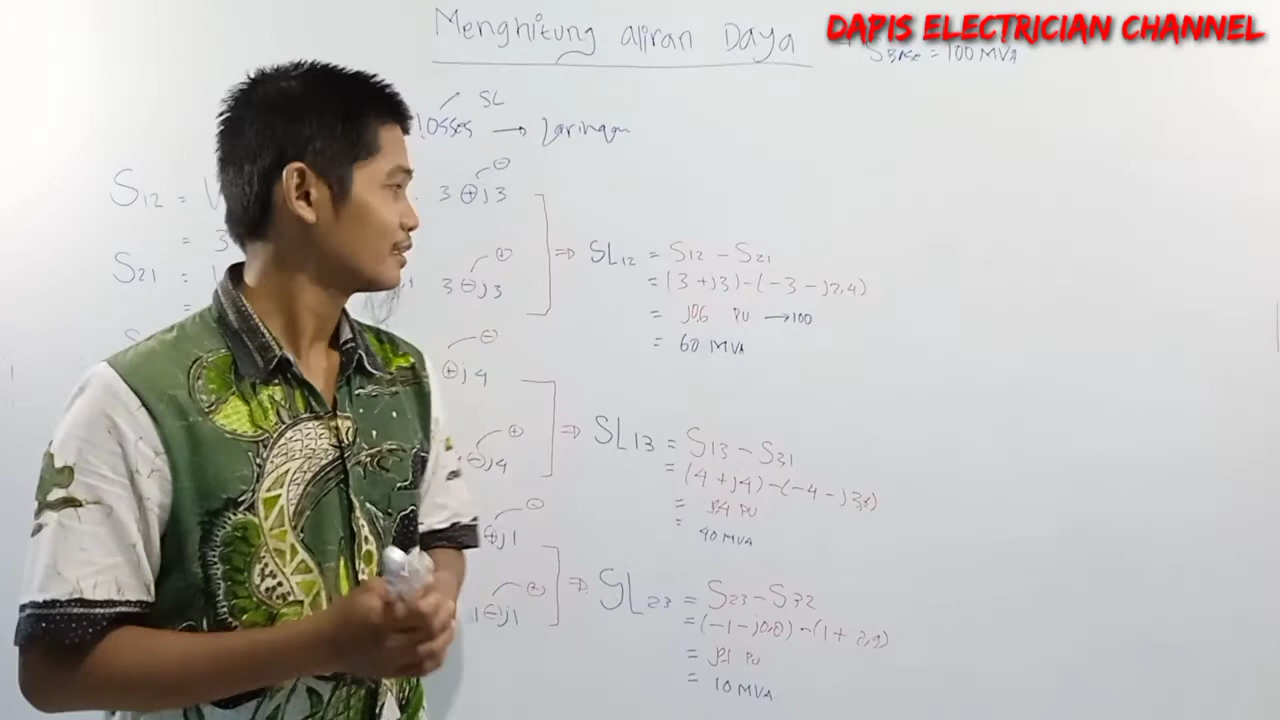 Menghitung aliran Daya
DAPIS ELECTRICIAN CHANNEL
SBASE = 100 MVA
SL
losses → Jaringan
S12 = V
= 3
S21 =
=
3 ⊕ j3 ⊖
3 ⊖ j3 ⊕
⇒ SL12 = S12 - S21
= (3 + j3) - (-3 - j2,4)
= j0,6 PU → 100
= 60 MVA
⊕ j4 ⊖
⊖ j4 ⊕
⇒ SL13 = S13 - S31
= (4 + j4) - (-4 - j3,6)
= j0,4 PU
= 40 MVA
⊕ j1 ⊖
1 ⊖ j1 ⊕
⇒ SL23 = S23 - S32
= (-1 - j0,8) - (1 + 0,9)
= j0,1 PU
= 10 MVA